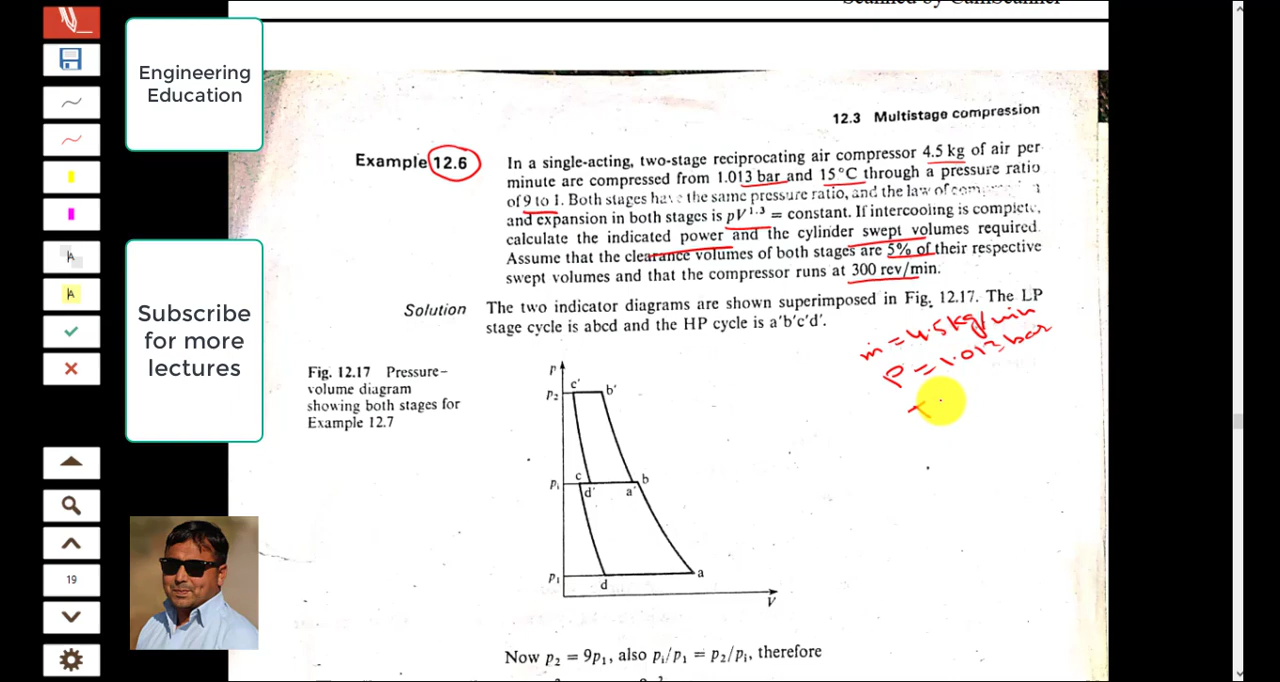 Engineering
Education
12.3 Multistage compression
Example 12.6
In a single-acting, two-stage reciprocating air compressor 4.5 kg of air per
minute are compressed from 1.013 bar and 15°C through a pressure ratio
of 9 to 1. Both stages have the same pressure ratio, and the law of
and expansion in both stages is pV^1.3 = constant. If intercooling is complete,
calculate the indicated power and the cylinder swept volumes required.
Assume that the clearance volumes of both stages are 5% of their respective
swept volumes and that the compressor runs at 300 rev/min.
Solution The two indicator diagrams are shown superimposed in Fig. 12.17. The LP
stage cycle is abcd and the HP cycle is a'b'c'd'.
ṁ = 4.5 kg/min
P = 1.013 bar
Subscribe
for more
lectures
Fig. 12.17 Pressure-
volume diagram
showing both stages for
Example 12.7
p
p2
c'
b'
pi
c
d'
a'
b
p1
d
a
V
19
Now p2 = 9p1, also pi/p1 = p2/pi, therefore